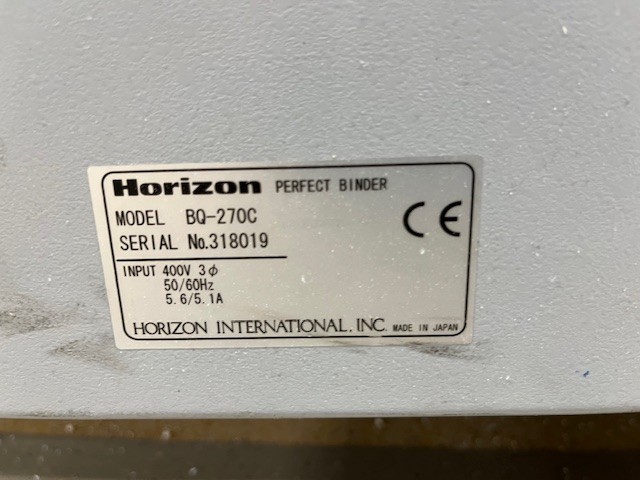 Horizon PERFECT BINDER
MODEL BQ-270C
SERIAL No.318019
INPUT 400V 3φ
50/60Hz
5.6/5.1A
CE
HORIZON INTERNATIONAL, INC. MADE IN JAPAN